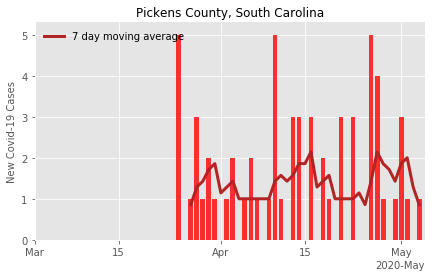 Pickens County, South Carolina
7 day moving average
New Covid-19 Cases
5
4
3
2
1
0
Mar 15 Apr 15 May
2020-May